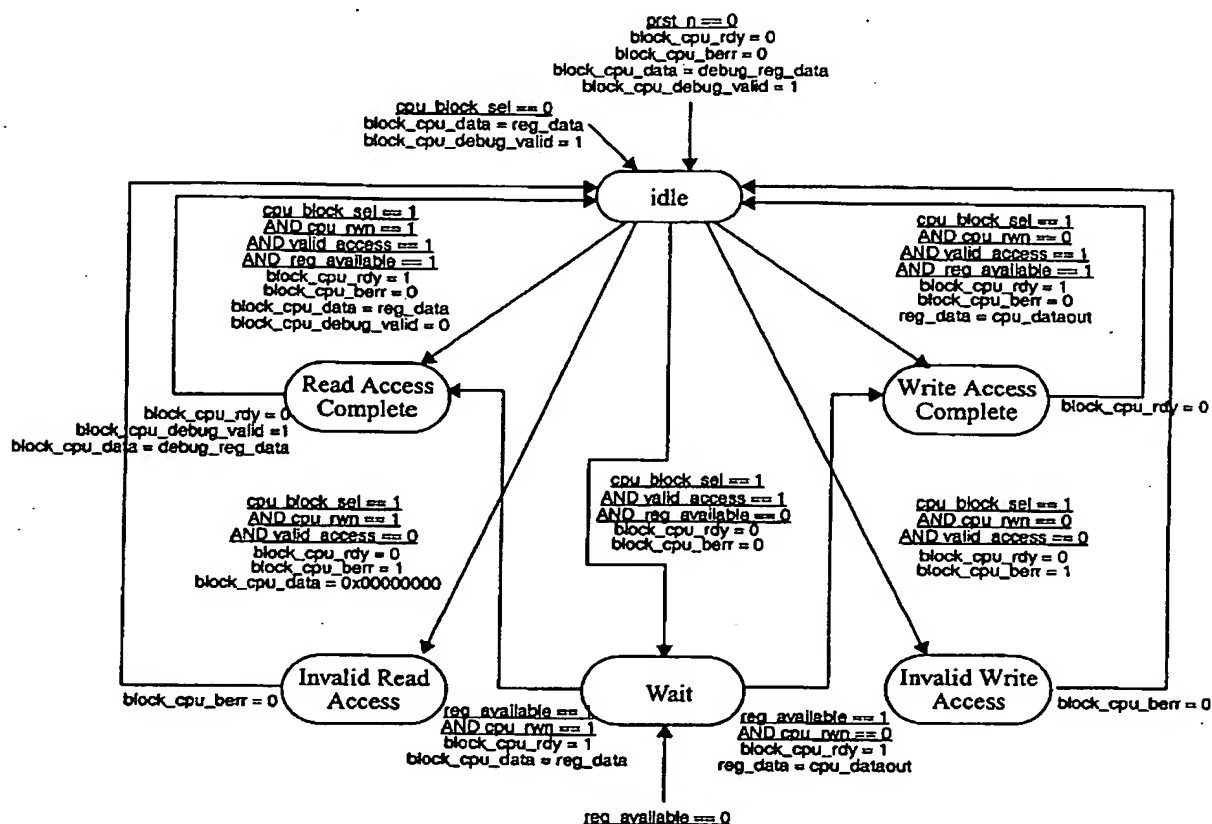 prst_n == 0
block_cpu_rdy = 0
block_cpu_berr = 0
block_cpu_data = debug_reg_data
block_cpu_debug_valid = 1
cpu_block_sel == 0
block_cpu_data = reg_data
block_cpu_debug_valid = 1
idle
cpu_block_sel == 1
AND cpu_rwn == 1
AND valid_access == 1
AND reg_available == 1
block_cpu_rdy = 1
block_cpu_berr = 0
block_cpu_data = reg_data
block_cpu_debug_valid = 0
cpu_block_sel == 1
AND cpu_rwn == 0
AND valid_access == 1
AND reg_available == 1
block_cpu_rdy = 1
block_cpu_berr = 0
reg_data = cpu_dataout
Read Access
Complete
Write Access
Complete
block_cpu_rdy = 0
block_cpu_debug_valid =1
block_cpu_data = debug_reg_data
block_cpu_rdy = 0
cpu_block_sel == 1
AND cpu_rwn == 1
AND valid_access == 0
block_cpu_rdy = 0
block_cpu_berr = 1
block_cpu_data = 0x00000000
cpu_block_sel == 1
AND valid_access == 1
AND reg_available == 0
block_cpu_rdy = 0
block_cpu_berr = 0
cpu_block_sel == 1
AND cpu_rwn == 0
AND valid_access == 0
block_cpu_rdy = 0
block_cpu_berr = 1
Invalid Read
Access
Wait
Invalid Write
Access
block_cpu_berr = 0
reg_available == 1
AND cpu_rwn == 1
block_cpu_rdy = 1
block_cpu_data = reg_data
reg_available == 1
AND cpu_rwn == 0
block_cpu_rdy = 1
reg_data = cpu_dataout
block_cpu_berr = 0
reg_available == 0